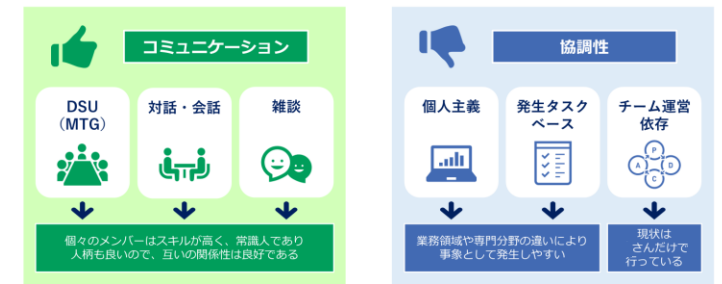 コミュニケーション
DSU
（MTG）
対話・会話
雑談
個々のメンバーはスキルが高く、常識人であり
人柄も良いので、互いの関係性は良好である
協調性
個人主義
発生タスク
ベース
チーム運営
依存
P
A
D
C
業務領域や専門分野の違いにより
事象として発生しやすい
現状は
さんだけで
行っている